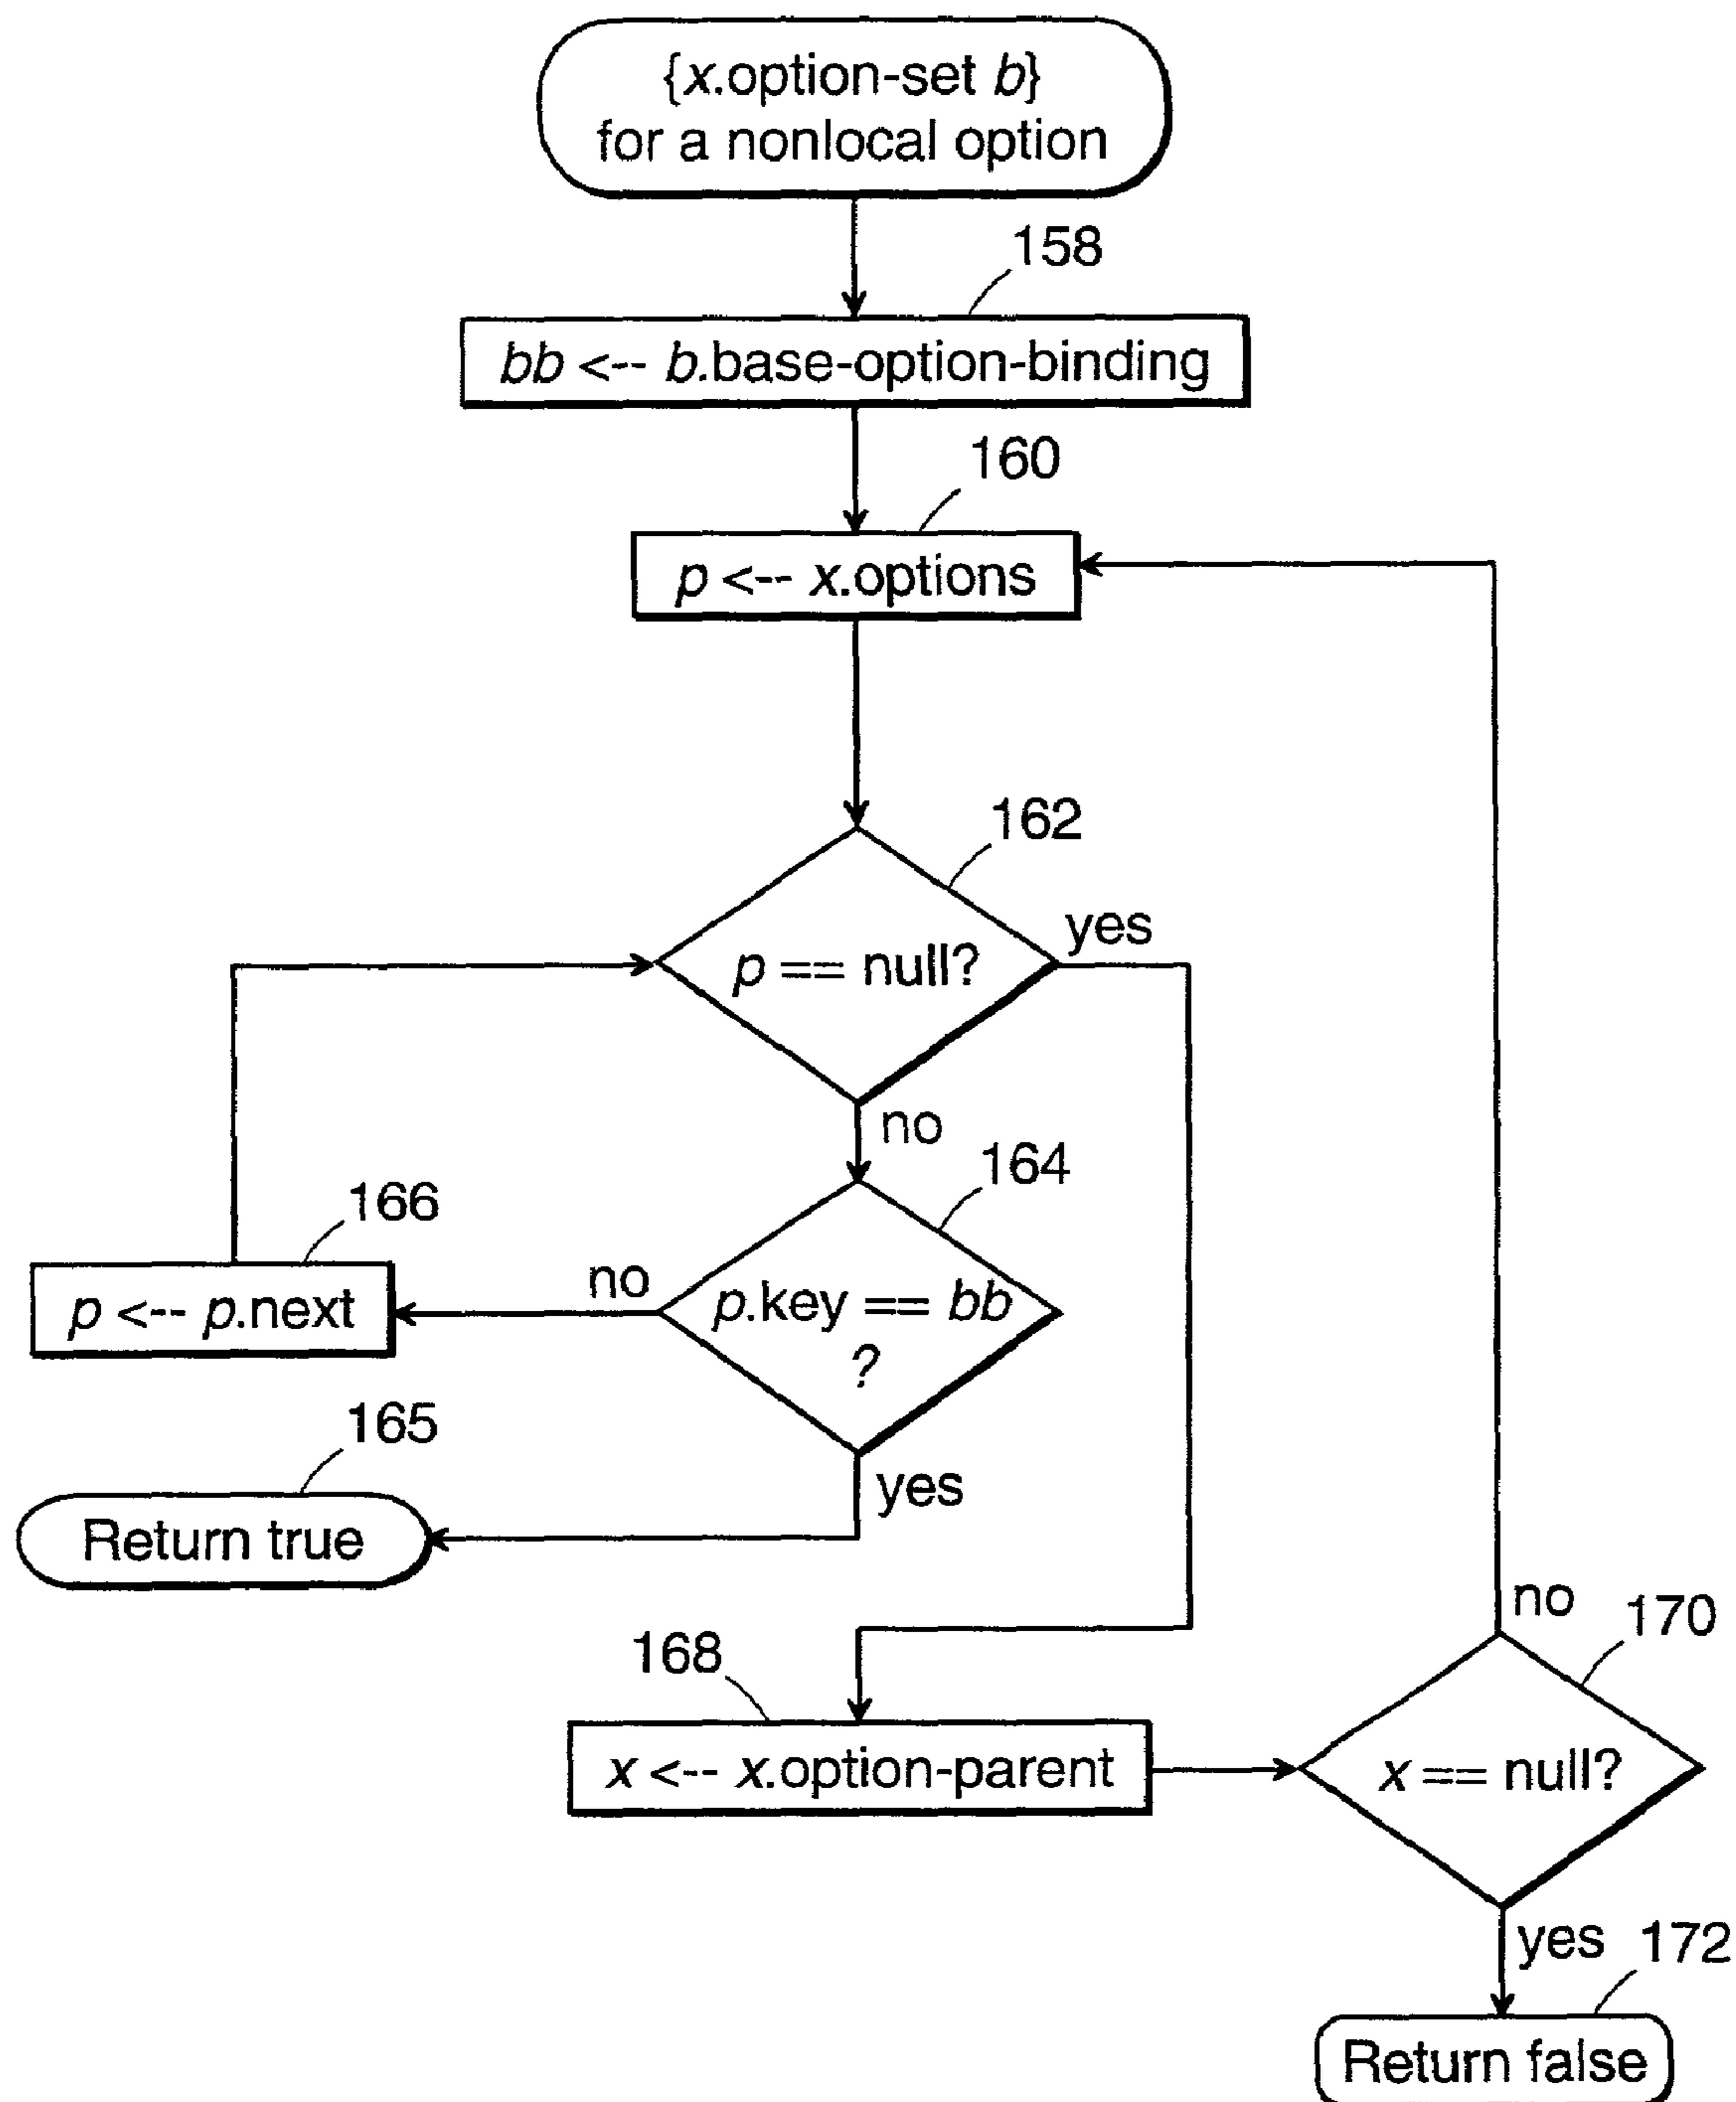 {x.option-set b}
for a nonlocal option
158
bb <-- b.base-option-binding
160
p <-- x.options
162
yes
p == null?
no
164
166
no
p.key == bb
?
p <-- p.next
165
yes
Return true
no
170
168
x <-- x.option-parent
x == null?
yes
172
Return false